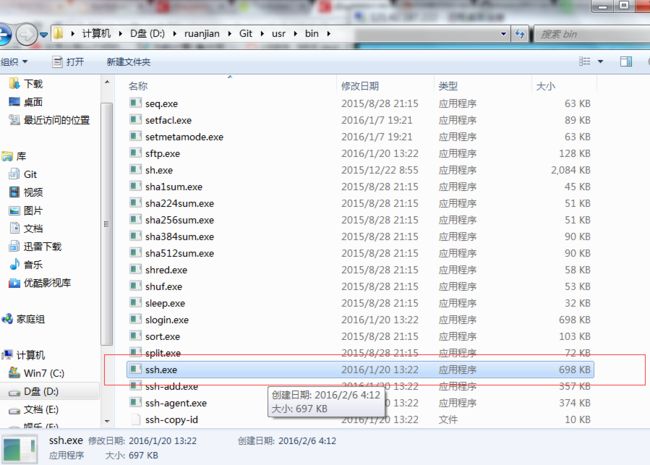 计算机 ▸ D盘 (D:) ▸ ruanjian ▸ Git ▸ usr ▸ bin ▸
搜索 bin
组织 ▼ 打开 新建文件夹
下载
桌面
最近访问的位置
库
Git
视频
图片
文档
迅雷下载
音乐
优酷影视库
家庭组
计算机
Win7 (C:)
D盘 (D:)
文档 (E:)
娱乐 (F:)
名称 修改日期 类型 大小
seq.exe 2015/8/28 21:15 应用程序 63 KB
setfacl.exe 2016/1/7 19:21 应用程序 89 KB
setmetamode.exe 2016/1/7 19:21 应用程序 63 KB
sftp.exe 2016/1/20 13:22 应用程序 128 KB
sh.exe 2015/12/22 8:55 应用程序 2,084 KB
sha1sum.exe 2015/8/28 21:15 应用程序 45 KB
sha224sum.exe 2015/8/28 21:15 应用程序 51 KB
sha256sum.exe 2015/8/28 21:15 应用程序 51 KB
sha384sum.exe 2015/8/28 21:15 应用程序 90 KB
sha512sum.exe 2015/8/28 21:15 应用程序 90 KB
shred.exe 2015/8/28 21:15 应用程序 58 KB
shuf.exe 2015/8/28 21:15 应用程序 53 KB
sleep.exe 2015/8/28 21:15 应用程序 32 KB
slogin.exe 2016/1/20 13:22 应用程序 698 KB
sort.exe 2015/8/28 21:15 应用程序 103 KB
split.exe 2015/8/28 21:15 应用程序 72 KB
ssh.exe 2016/1/20 13:22 应用程序 698 KB
ssh-add.exe 2016/1/20 13:22 应用程序 357 KB
ssh-agent.exe 2016/1/20 13:22 应用程序 374 KB
ssh-copy-id 2016/1/20 13:22 文件 10 KB
创建日期: 2016/2/6 4:12
大小: 697 KB
ssh.exe 修改日期: 2016/1/20 13:22 创建日期: 2016/2/6 4:12
应用程序 大小: 697 KB